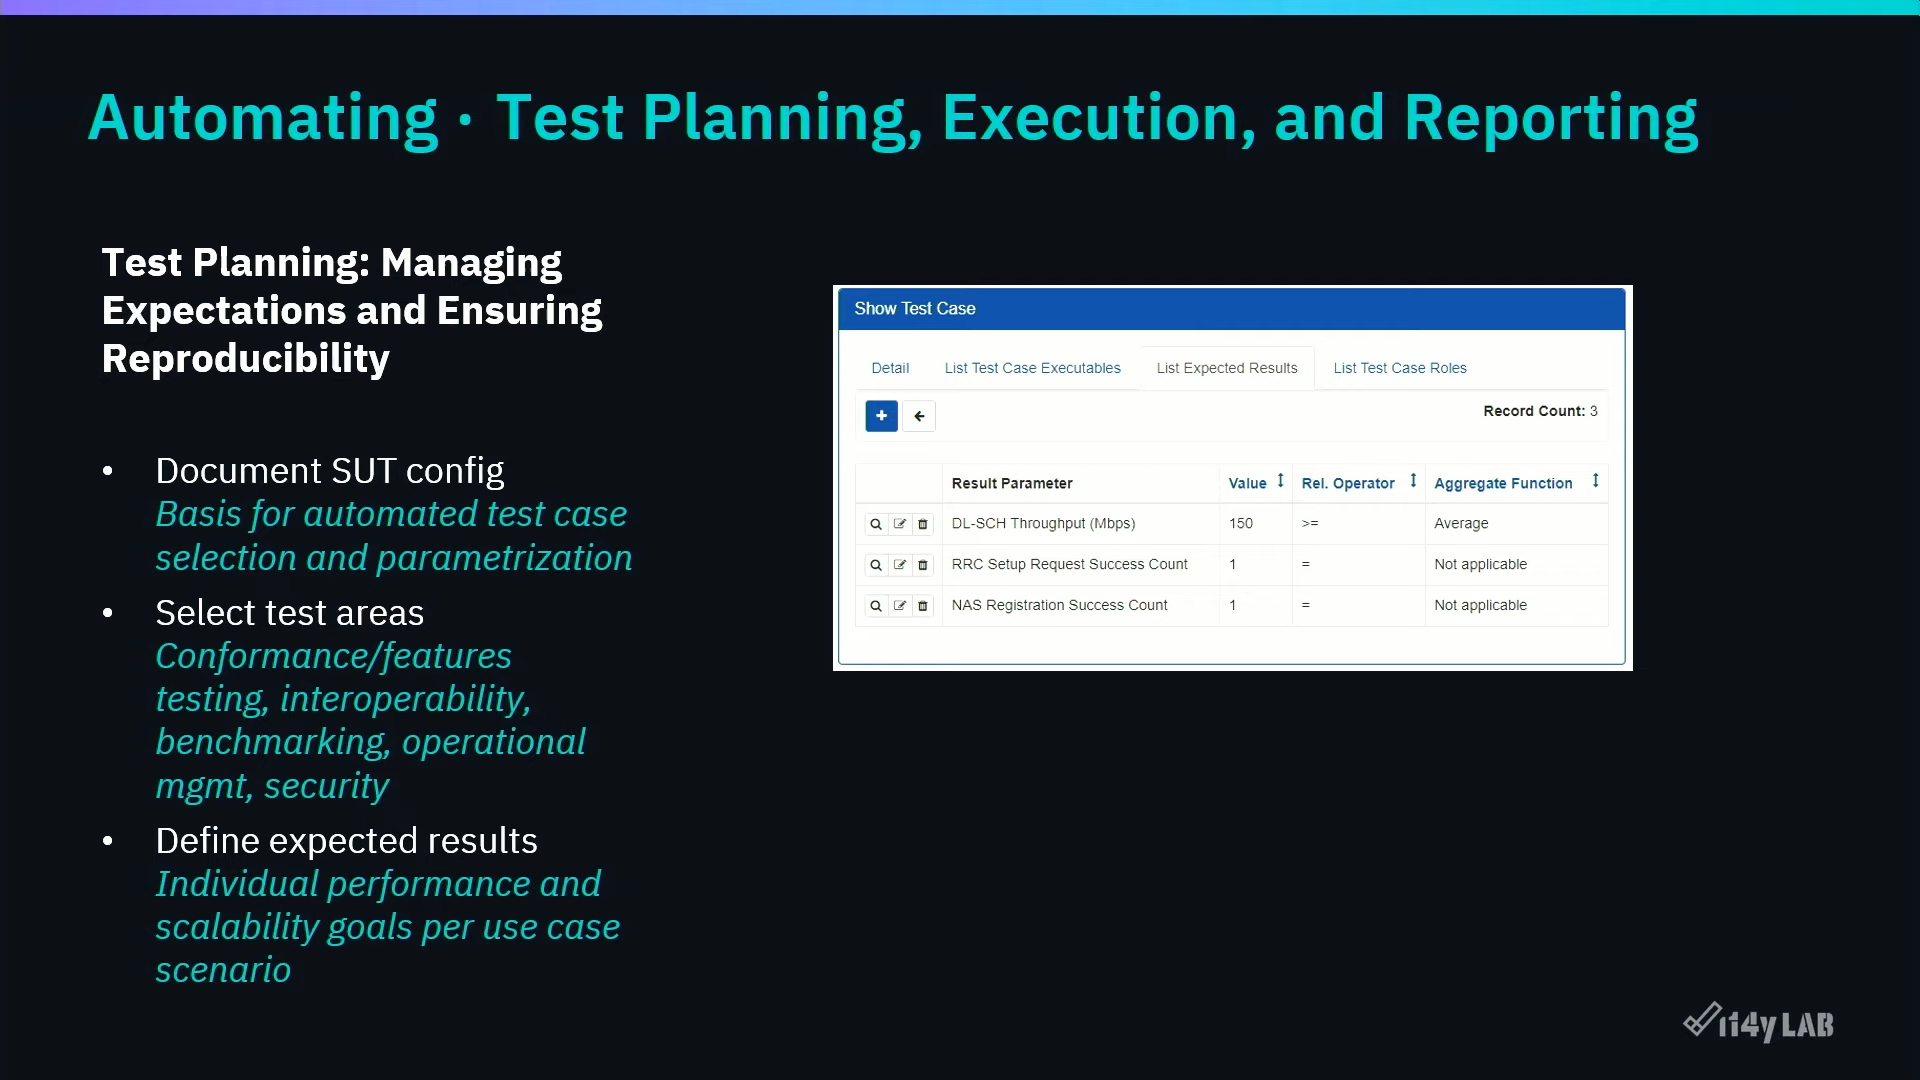 Automating · Test Planning, Execution, and Reporting
Test Planning: Managing
Expectations and Ensuring
Reproducibility
• Document SUT config
Basis for automated test case
selection and parametrization
• Select test areas
Conformance/features
testing, interoperability,
benchmarking, operational
mgmt, security
• Define expected results
Individual performance and
scalability goals per use case
scenario
Show Test Case
Detail List Test Case Executables List Expected Results List Test Case Roles
Record Count: 3
Result Parameter Value Rel. Operator Aggregate Function
DL-SCH Throughput (Mbps) 150 >= Average
RRC Setup Request Success Count 1 = Not applicable
NAS Registration Success Count 1 = Not applicable
i14y LAB